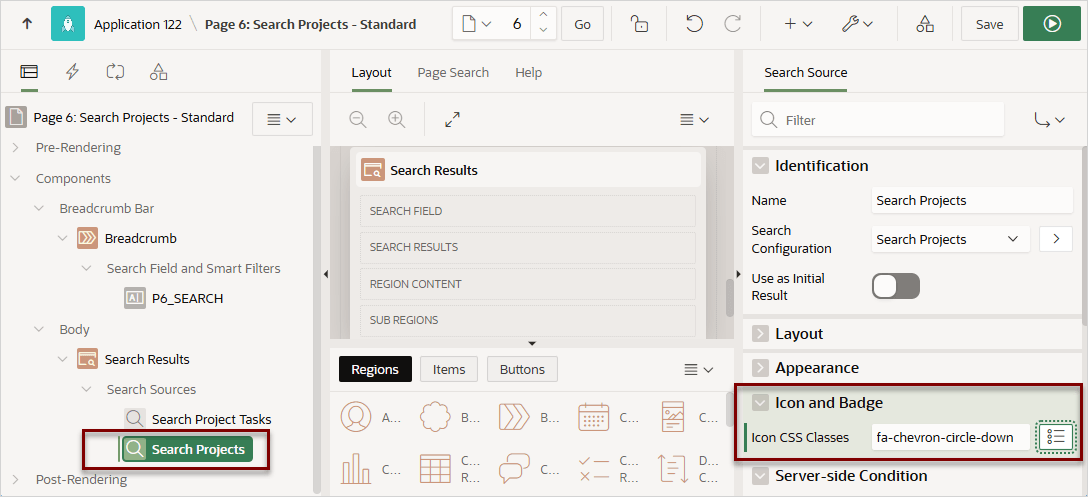 Application 122 \ Page 6: Search Projects - Standard 6 Go Save
Page 6: Search Projects - Standard
Pre-Rendering
Components
Breadcrumb Bar
Breadcrumb
Search Field and Smart Filters
P6_SEARCH
Body
Search Results
Search Sources
Search Project Tasks
Search Projects
Post-Rendering
Layout Page Search Help
Search Results
SEARCH FIELD
SEARCH RESULTS
REGION CONTENT
SUB REGIONS
Regions Items Buttons
A... B... B... C... C...
C... C... C... C... D...
R... R... C...
Search Source
Filter
Identification
Name Search Projects
Search
Configuration
Search Projects
Use as Initial
Result
Layout
Appearance
Icon and Badge
Icon CSS Classes fa-chevron-circle-down
Server-side Condition